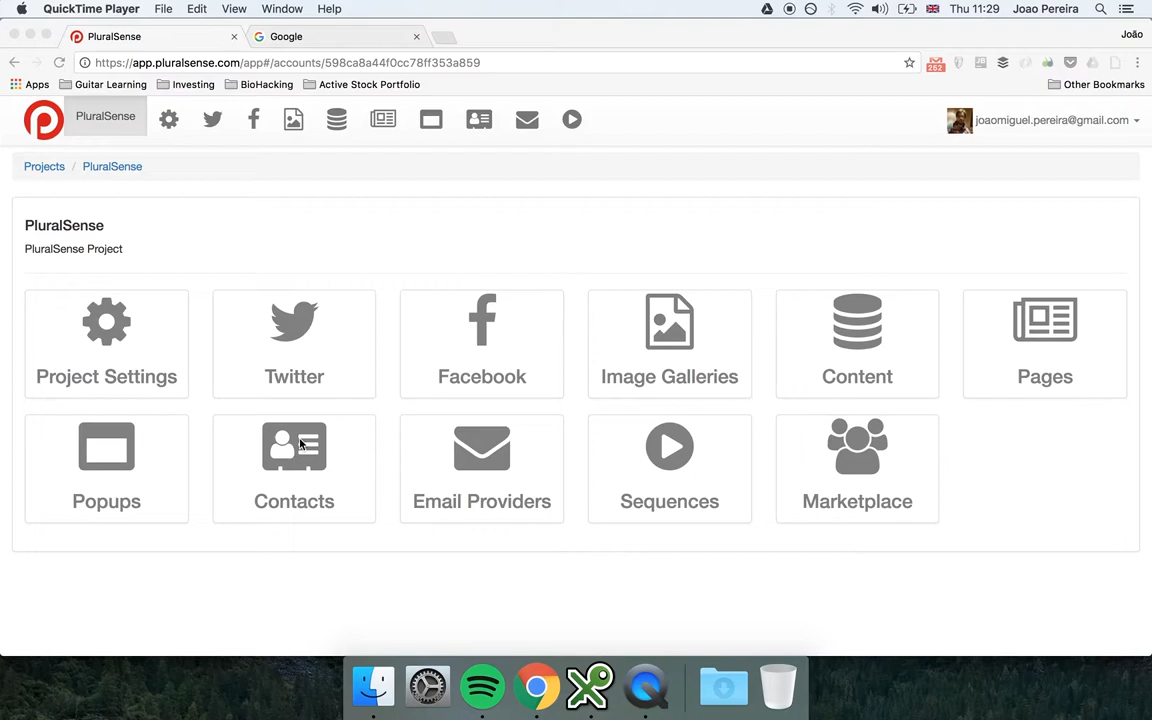 QuickTime Player File Edit View Window Help Thu 11:29 Joao Pereira
PluralSense Google João
https://app.pluralsense.com/app#/accounts/598ca8a44f0cc78ff353a859
252
Apps Guitar Learning Investing BioHacking Active Stock Portfolio Other Bookmarks
PluralSense joaomiguel.pereira@gmail.com
Projects / PluralSense
PluralSense
PluralSense Project
Project Settings Twitter Facebook Image Galleries Content Pages
Popups Contacts Email Providers Sequences Marketplace